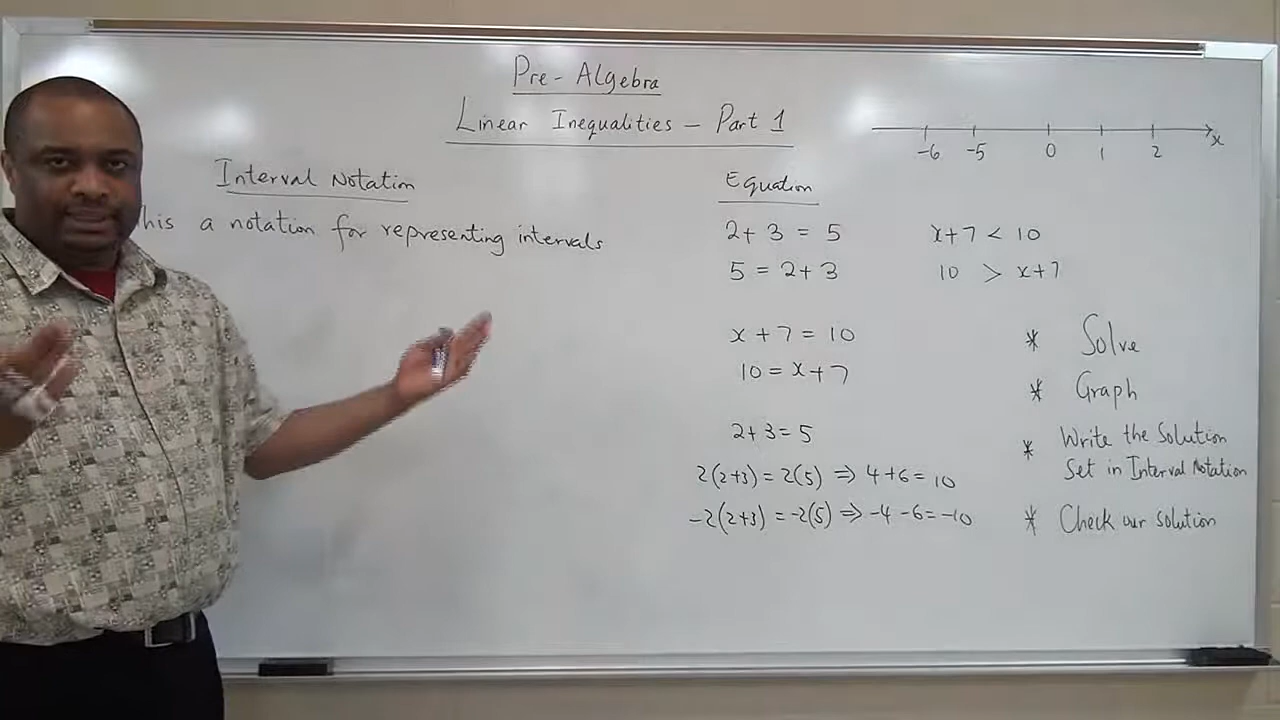 Pre-Algebra
Linear Inequalities - Part 1
-6 -5 0 1 2 x
Interval Notation
his a notation for representing intervals
Equation
2+3 = 5
5 = 2+3
x+7 < 10
10 > x+7
x+7 = 10
10 = x+7
2+3=5
2(2+3) = 2(5) ⇒ 4+6=10
-2(2+3) = -2(5) ⇒ -4-6=-10
* Solve
* Graph
* Write the Solution
Set in Interval Notation
* Check our solution